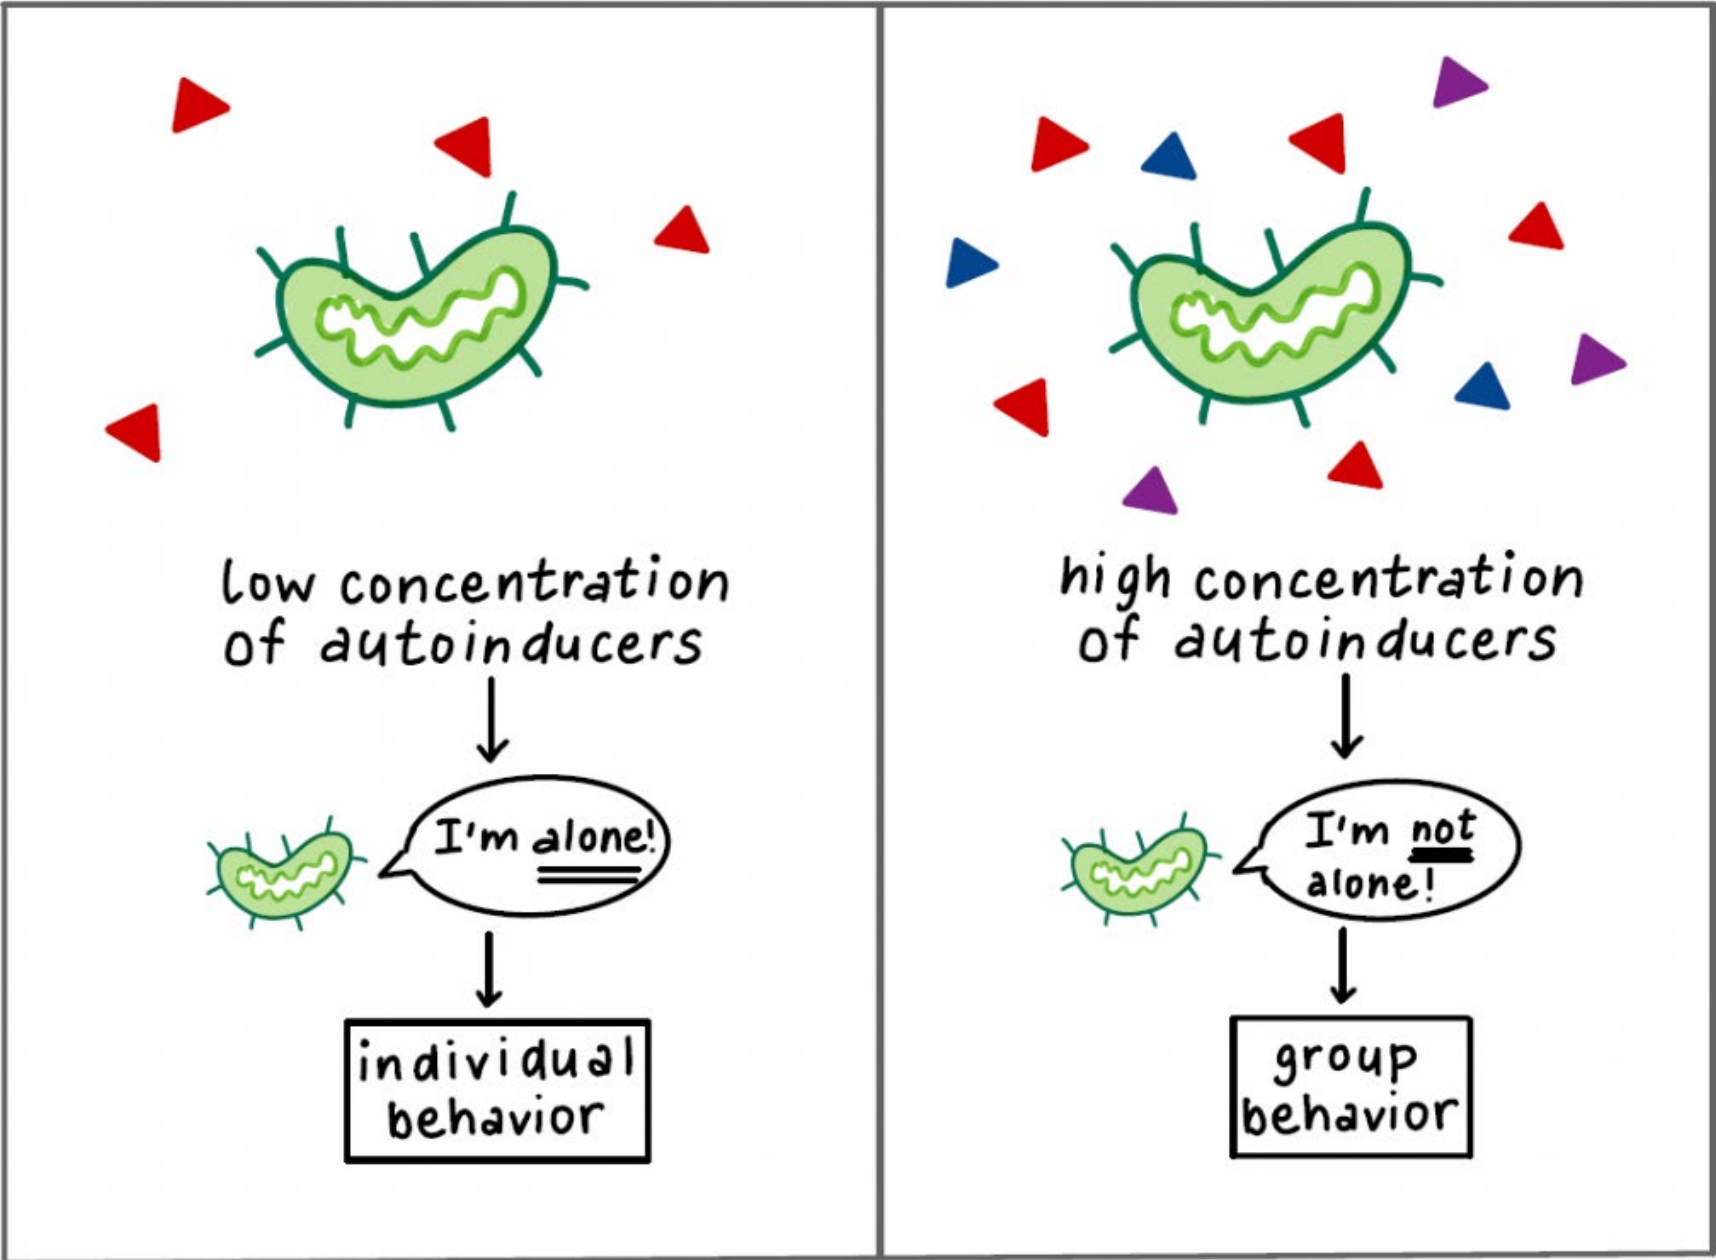 low concentration
of autoinducers
I'm alone!
individual
behavior
high concentration
of autoinducers
I'm not
alone!
group
behavior